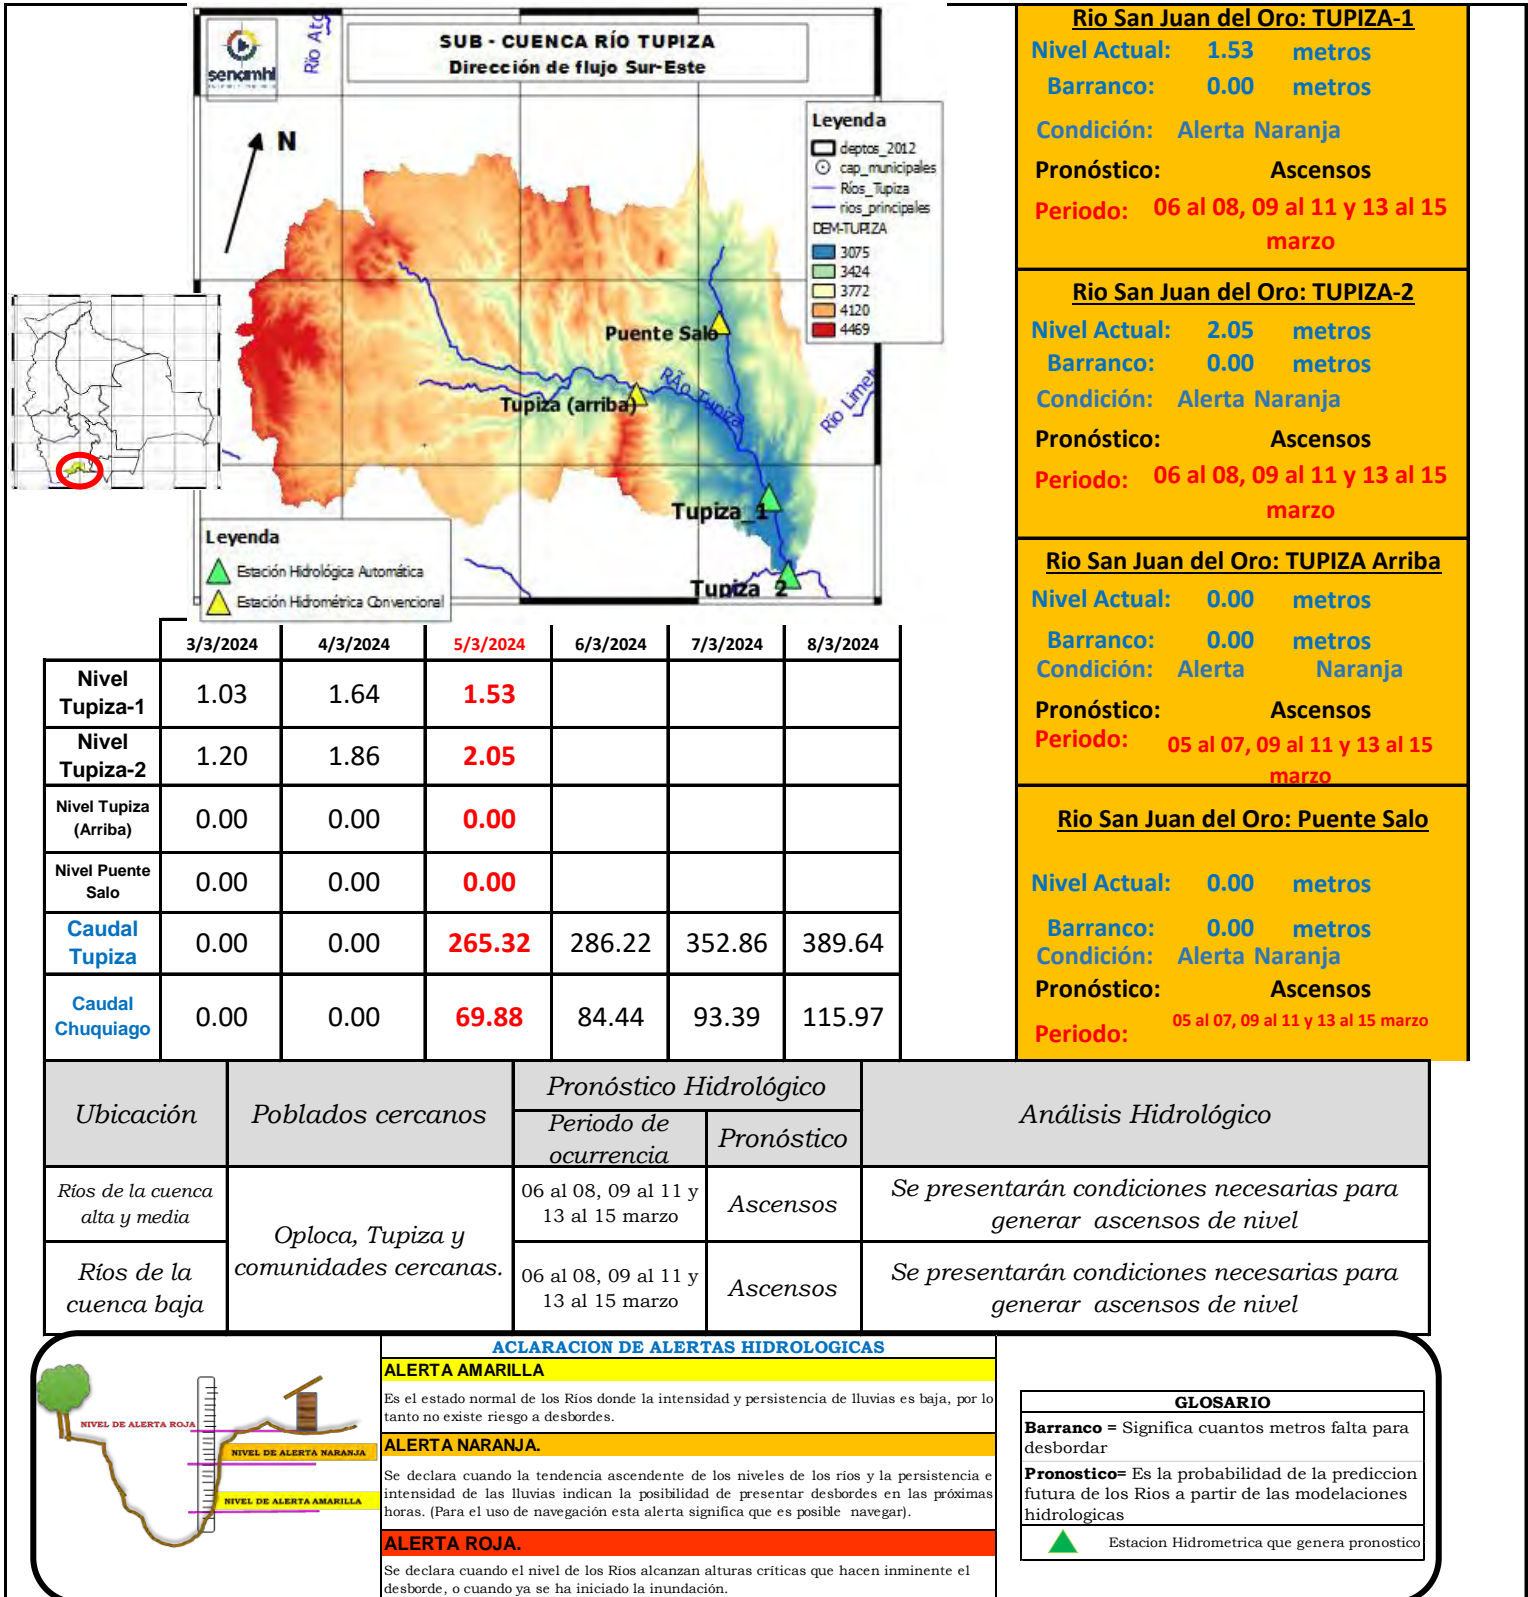 senamhi
Río Ato
SUB - CUENCA RÍO TUPIZA
Dirección de flujo Sur-Este
N
Leyenda
deptos_2012
cap_municipales
Ríos_Tupiza
rios_principales
DEM-TUPIZA
3075
3424
3772
4120
4469
Puente Salo
Tupiza (arriba)
RÃo Tupiza
Rio Limet
Tupiza_1
Tupiza_2
Leyenda
Estación Hidrológica Automática
Estación Hidrométrica Convencional
Rio San Juan del Oro: TUPIZA-1
Nivel Actual: 1.53 metros
Barranco: 0.00 metros
Condición: Alerta Naranja
Pronóstico: Ascensos
Periodo: 06 al 08, 09 al 11 y 13 al 15
marzo
Rio San Juan del Oro: TUPIZA-2
Nivel Actual: 2.05 metros
Barranco: 0.00 metros
Condición: Alerta Naranja
Pronóstico: Ascensos
Periodo: 06 al 08, 09 al 11 y 13 al 15
marzo
Rio San Juan del Oro: TUPIZA Arriba
Nivel Actual: 0.00 metros
Barranco: 0.00 metros
Condición: Alerta Naranja
Pronóstico: Ascensos
Periodo: 05 al 07, 09 al 11 y 13 al 15
marzo
Rio San Juan del Oro: Puente Salo
Nivel Actual: 0.00 metros
Barranco: 0.00 metros
Condición: Alerta Naranja
Pronóstico: Ascensos
Periodo: 05 al 07, 09 al 11 y 13 al 15 marzo
3/3/2024 4/3/2024 5/3/2024 6/3/2024 7/3/2024 8/3/2024
Nivel
Tupiza-1 1.03 1.64 1.53
Nivel
Tupiza-2 1.20 1.86 2.05
Nivel Tupiza
(Arriba) 0.00 0.00 0.00
Nivel Puente
Salo 0.00 0.00 0.00
Caudal
Tupiza 0.00 0.00 265.32 286.22 352.86 389.64
Caudal
Chuquiago 0.00 0.00 69.88 84.44 93.39 115.97
Ubicación
Poblados cercanos
Pronóstico Hidrológico
Periodo de
ocurrencia
Pronóstico
Análisis Hidrológico
Ríos de la cuenca
alta y media
Oploca, Tupiza y
comunidades cercanas.
06 al 08, 09 al 11 y
13 al 15 marzo
Ascensos
Se presentarán condiciones necesarias para
generar ascensos de nivel
Ríos de la
cuenca baja
06 al 08, 09 al 11 y
13 al 15 marzo
Ascensos
Se presentarán condiciones necesarias para
generar ascensos de nivel
NIVEL DE ALERTA ROJA
NIVEL DE ALERTA NARANJA
NIVEL DE ALERTA AMARILLA
ACLARACION DE ALERTAS HIDROLOGICAS
ALERTA AMARILLA
Es el estado normal de los Ríos donde la intensidad y persistencia de lluvias es baja, por lo
tanto no existe riesgo a desbordes.
ALERTA NARANJA.
Se declara cuando la tendencia ascendente de los niveles de los ríos y la persistencia e
intensidad de las lluvias indican la posibilidad de presentar desbordes en las próximas
horas. (Para el uso de navegación esta alerta significa que es posible navegar).
ALERTA ROJA.
Se declara cuando el nivel de los Ríos alcanzan alturas críticas que hacen inminente el
desborde, o cuando ya se ha iniciado la inundación.
GLOSARIO
Barranco = Significa cuantos metros falta para
desbordar
Pronostico= Es la probabilidad de la prediccion
futura de los Rios a partir de las modelaciones
hidrologicas
Estacion Hidrometrica que genera pronostico